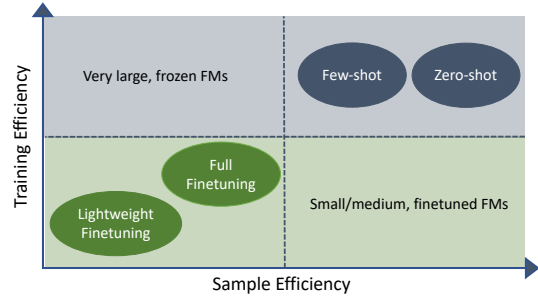 Training Efficiency
Very large, frozen FMs
Few-shot
Zero-shot
Full
Finetuning
Lightweight
Finetuning
Small/medium, finetuned FMs
Sample Efficiency